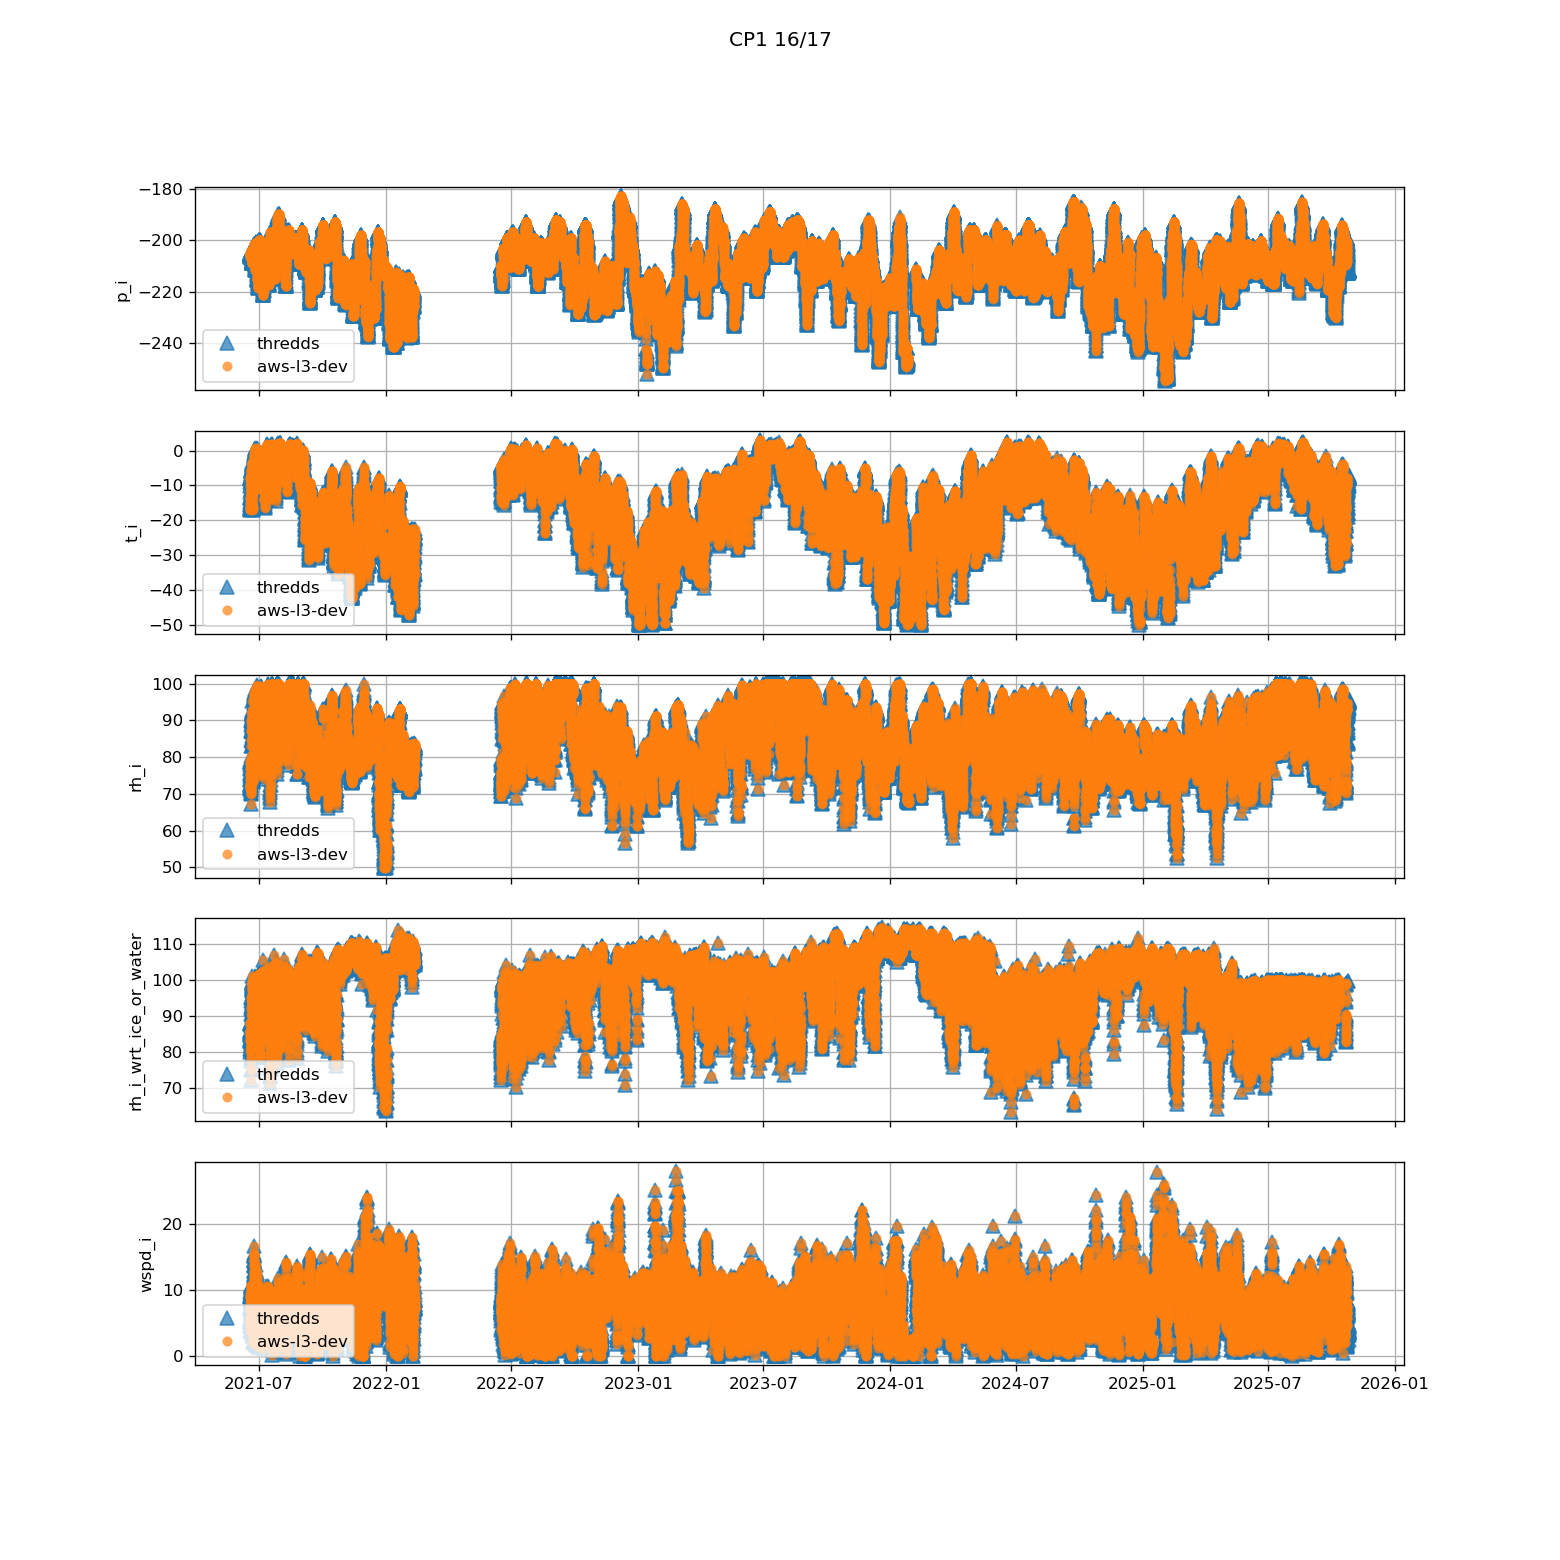 CP1 16/17
p_i
−180
−200
−220
−240
thredds
aws-l3-dev
t_i
0
−10
−20
−30
−40
−50
thredds
aws-l3-dev
rh_i
100
90
80
70
60
50
thredds
aws-l3-dev
rh_i_wrt_ice_or_water
110
100
90
80
70
thredds
aws-l3-dev
wspd_i
20
10
0
thredds
aws-l3-dev
2021-07 2022-01 2022-07 2023-01 2023-07 2024-01 2024-07 2025-01 2025-07 2026-01